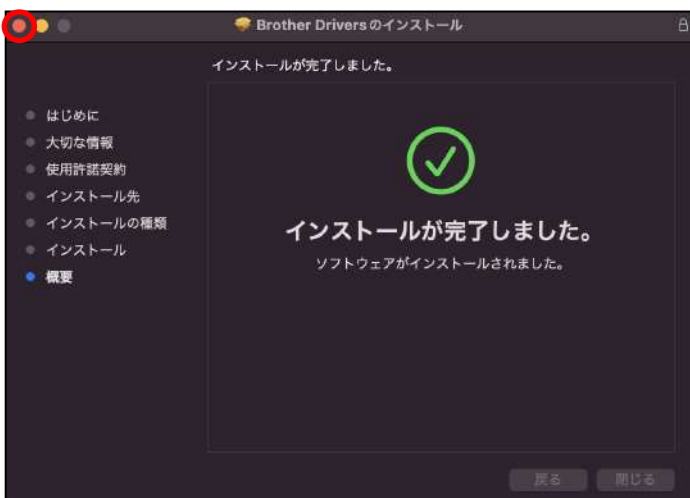 Brother Driversのインストール
インストールが完了しました。
はじめに
大切な情報
使用許諾契約
インストール先
インストールの種類
インストール
概要
インストールが完了しました。
ソフトウェアがインストールされました。
戻る
閉じる